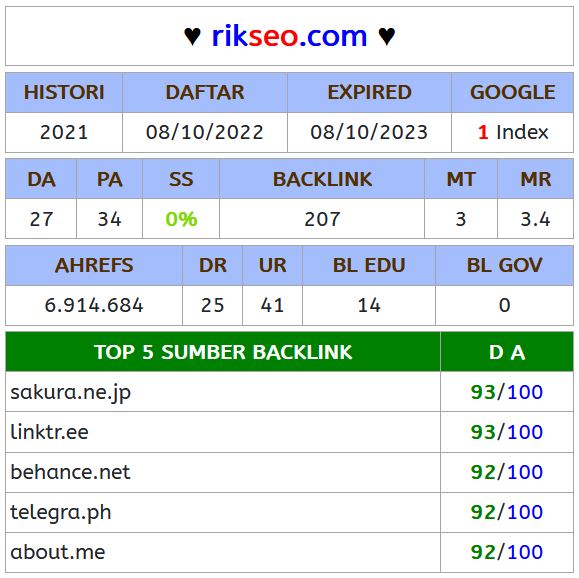 ♥ rikseo.com ♥
HISTORI DAFTAR EXPIRED GOOGLE
2021 08/10/2022 08/10/2023 1 Index
DA PA SS BACKLINK MT MR
27 34 0% 207 3 3.4
AHREFS DR UR BL EDU BL GOV
6.914.684 25 41 14 0
TOP 5 SUMBER BACKLINK D A
sakura.ne.jp 93/100
linktr.ee 93/100
behance.net 92/100
telegra.ph 92/100
about.me 92/100